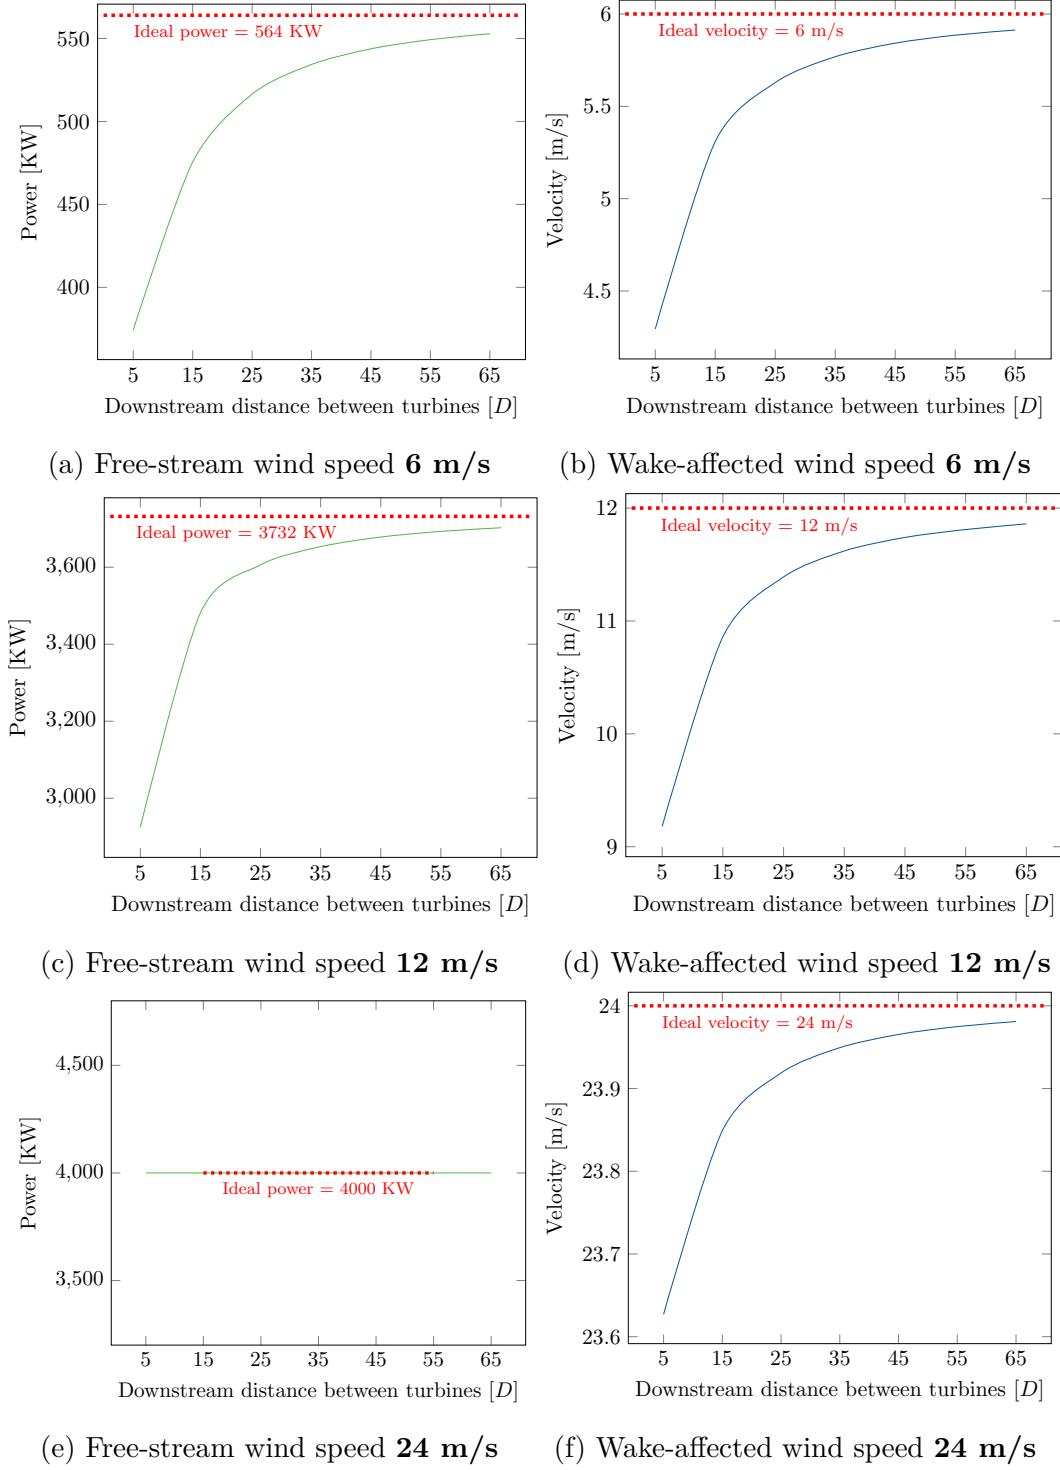 Ideal power = 564 KW
550
500
450
400
Power [KW]
5 15 25 35 45 55 65
Downstream distance between turbines [D]
(a) Free-stream wind speed 6 m/s
Ideal velocity = 6 m/s
6
5.5
5
4.5
Velocity [m/s]
5 15 25 35 45 55 65
Downstream distance between turbines [D]
(b) Wake-affected wind speed 6 m/s
Ideal power = 3732 KW
3,600
3,400
3,200
3,000
Power [KW]
5 15 25 35 45 55 65
Downstream distance between turbines [D]
(c) Free-stream wind speed 12 m/s
12
Ideal velocity = 12 m/s
11
10
9
Velocity [m/s]
5 15 25 35 45 55 65
Downstream distance between turbines [D]
(d) Wake-affected wind speed 12 m/s
4,500
4,000
Ideal power = 4000 KW
3,500
Power [KW]
5 15 25 35 45 55 65
Downstream distance between turbines [D]
(e) Free-stream wind speed 24 m/s
24
Ideal velocity = 24 m/s
23.9
23.8
23.7
23.6
Velocity [m/s]
5 15 25 35 45 55 65
Downstream distance between turbines [D]
(f) Wake-affected wind speed 24 m/s